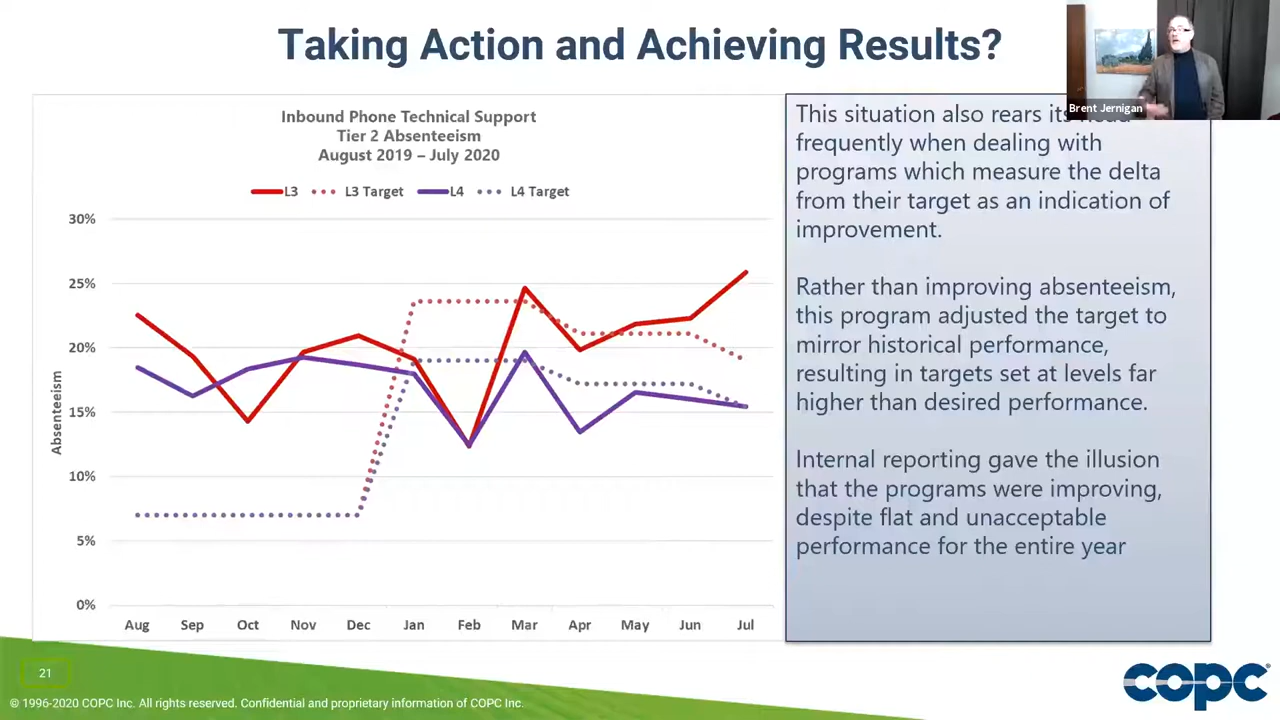 Taking Action and Achieving Results?
Brent Jernigan
Inbound Phone Technical Support
Tier 2 Absenteeism
August 2019 – July 2020
L3 L3 Target L4 L4 Target
Absenteeism
30%
25%
20%
15%
10%
5%
0%
Aug Sep Oct Nov Dec Jan Feb Mar Apr May Jun Jul
This situation also rears its head
frequently when dealing with
programs which measure the delta
from their target as an indication of
improvement.
Rather than improving absenteeism,
this program adjusted the target to
mirror historical performance,
resulting in targets set at levels far
higher than desired performance.
Internal reporting gave the illusion
that the programs were improving,
despite flat and unacceptable
performance for the entire year
21
© 1996-2020 COPC Inc. All rights reserved. Confidential and proprietary information of COPC Inc.
copc®